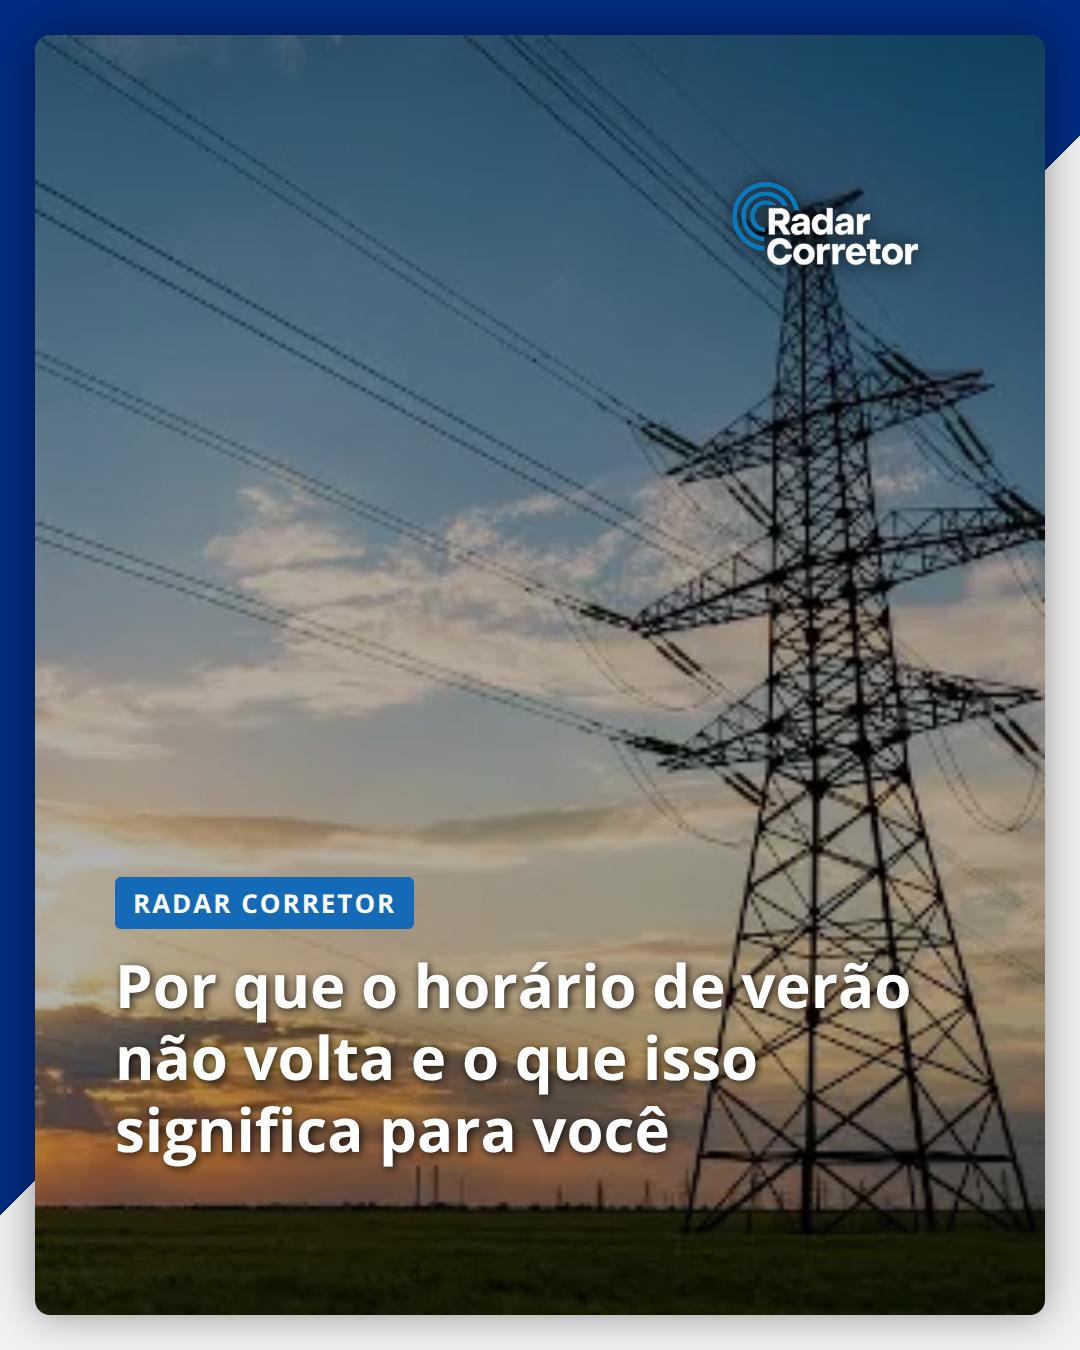 Radar
Corretor
RADAR CORRETOR
Por que o horário de verão
não volta e o que isso
significa para você